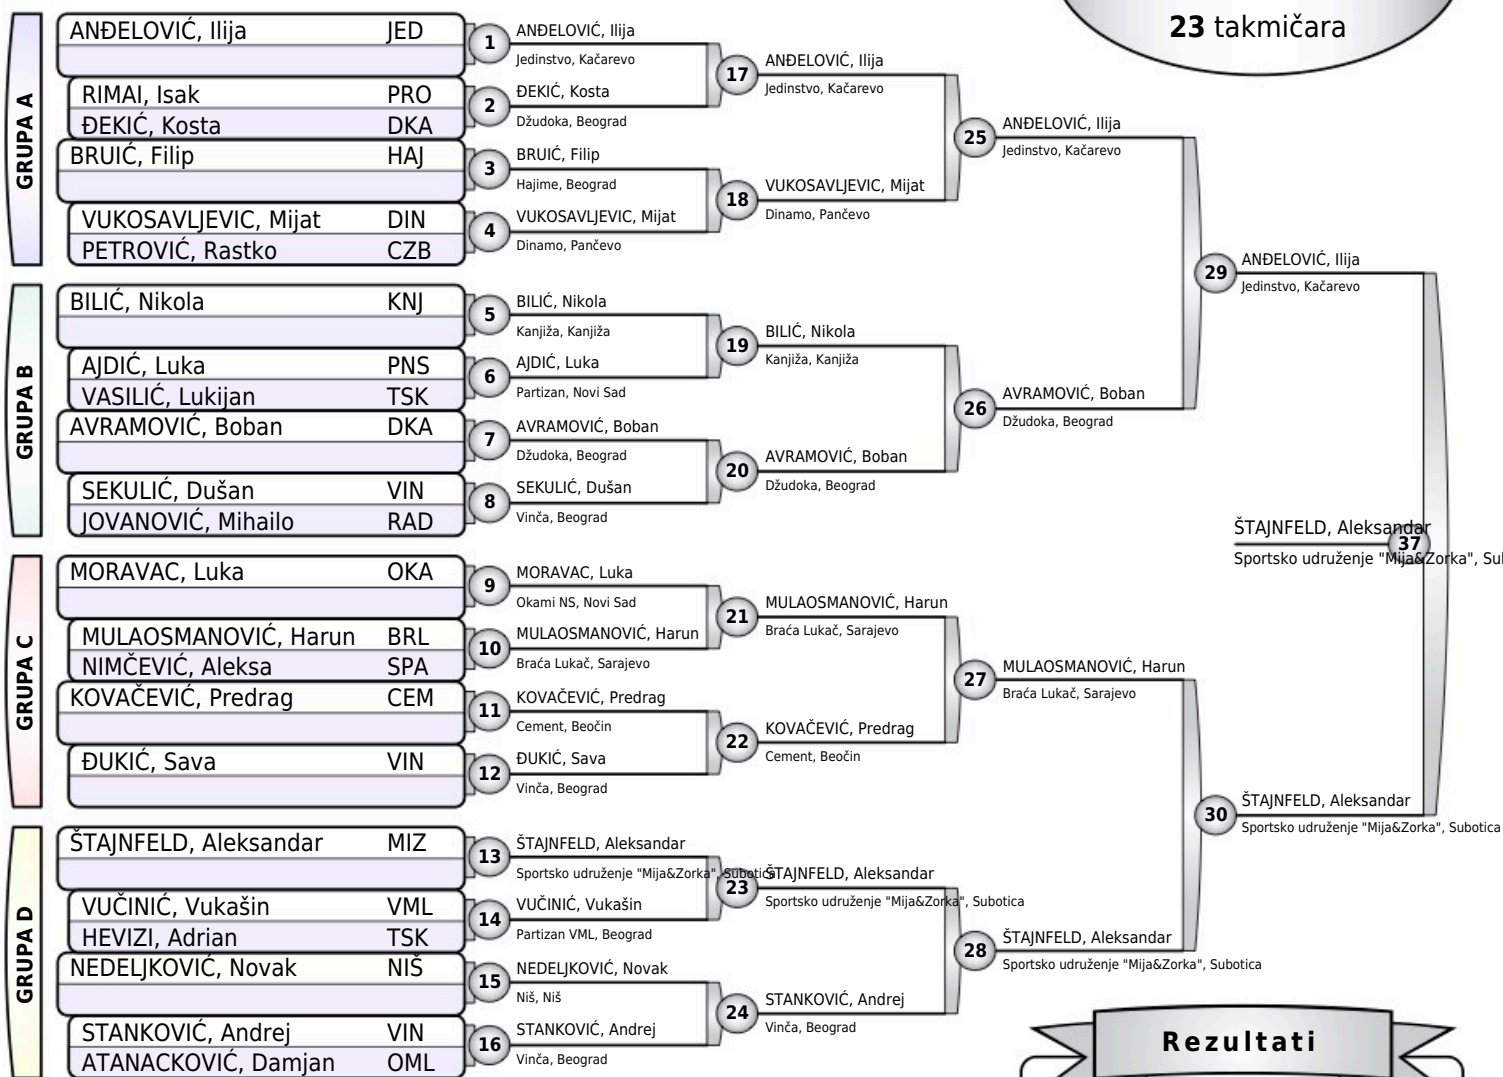 23 takmičara
GRUPA A
ANĐELOVIĆ, Ilija JED
RIMAI, Isak PRO
ĐEKIĆ, Kosta DKA
BRUIĆ, Filip HAJ
VUKOSAVLJEVIC, Mijat DIN
PETROVIĆ, Rastko CZB
GRUPA B
BILIĆ, Nikola KNJ
AJDIĆ, Luka PNS
VASILIĆ, Lukijan TSK
AVRAMOVIĆ, Boban DKA
SEKULIĆ, Dušan VIN
JOVANOVIĆ, Mihailo RAD
GRUPA C
MORAVAC, Luka OKA
MULAOSMANOVIĆ, Harun BRL
NIMČEVIĆ, Aleksa SPA
KOVAČEVIĆ, Predrag CEM
ĐUKIĆ, Sava VIN
GRUPA D
ŠTAJNFELD, Aleksandar MIZ
VUČINIĆ, Vukašin VML
HEVIZI, Adrian TSK
NEDELJKOVIĆ, Novak NIŠ
STANKOVIĆ, Andrej VIN
ATANACKOVIĆ, Damjan OML
1 ANĐELOVIĆ, Ilija
Jedinstvo, Kačarevo
2 ĐEKIĆ, Kosta
Džudoka, Beograd
3 BRUIĆ, Filip
Hajime, Beograd
4 VUKOSAVLJEVIC, Mijat
Dinamo, Pančevo
5 BILIĆ, Nikola
Kanjiža, Kanjiža
6 AJDIĆ, Luka
Partizan, Novi Sad
7 AVRAMOVIĆ, Boban
Džudoka, Beograd
8 SEKULIĆ, Dušan
Vinča, Beograd
9 MORAVAC, Luka
Okami NS, Novi Sad
10 MULAOSMANOVIĆ, Harun
Braća Lukač, Sarajevo
11 KOVAČEVIĆ, Predrag
Cement, Beočin
12 ĐUKIĆ, Sava
Vinča, Beograd
13 ŠTAJNFELD, Aleksandar
Sportsko udruženje "Mija&Zorka", Subotica
14 VUČINIĆ, Vukašin
Partizan VML, Beograd
15 NEDELJKOVIĆ, Novak
Niš, Niš
16 STANKOVIĆ, Andrej
Vinča, Beograd
17 ANĐELOVIĆ, Ilija
Jedinstvo, Kačarevo
18 VUKOSAVLJEVIC, Mijat
Dinamo, Pančevo
19 BILIĆ, Nikola
Kanjiža, Kanjiža
20 AVRAMOVIĆ, Boban
Džudoka, Beograd
21 MULAOSMANOVIĆ, Harun
Braća Lukač, Sarajevo
22 KOVAČEVIĆ, Predrag
Cement, Beočin
23 ŠTAJNFELD, Aleksandar
Sportsko udruženje "Mija&Zorka", Subotica
24 STANKOVIĆ, Andrej
Vinča, Beograd
25 ANĐELOVIĆ, Ilija
Jedinstvo, Kačarevo
26 AVRAMOVIĆ, Boban
Džudoka, Beograd
27 MULAOSMANOVIĆ, Harun
Braća Lukač, Sarajevo
28 ŠTAJNFELD, Aleksandar
Sportsko udruženje "Mija&Zorka", Subotica
29 ANĐELOVIĆ, Ilija
Jedinstvo, Kačarevo
30 ŠTAJNFELD, Aleksandar
Sportsko udruženje "Mija&Zorka", Subotica
ŠTAJNFELD, Aleksandar
37
Sportsko udruženje "Mija&Zorka",
Rezultati